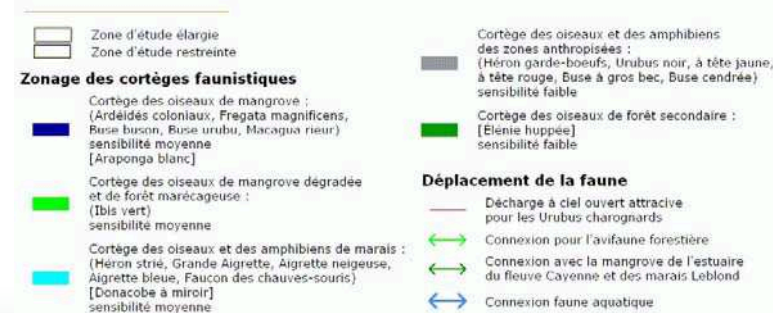 Zone d'étude élargie
Zone d'étude restreinte
Zonage des cortèges faunistiques
Cortège des oiseaux de mangrove :
(Ardéidés coloniaux, Fregata magnificens,
Buse buson, Buse urubu, Macagua rieur)
sensibilité moyenne
[Araponga blanc]
Cortège des oiseaux de mangrove dégradée
et de forêt marécageuse :
(Ibis vert)
sensibilité moyenne
Cortège des oiseaux et des amphibiens de marais :
(Héron strié, Grande Aigrette, Aigrette neigeuse,
Aigrette bleue, Faucon des chauves-souris)
[Donacobe à miroir]
sensibilité moyenne
Cortège des oiseaux et des amphibiens
des zones anthropisées :
(Héron garde-boeufs, Urubus noir, à tête jaune,
à tête rouge, Buse à gros bec, Buse cendrée)
sensibilité faible
Cortège des oiseaux de forêt secondaire :
[Élénie huppée]
sensibilité faible
Déplacement de la faune
Décharge à ciel ouvert attractive
pour les Urubus charognards
Connexion pour l'avifaune forestière
Connexion avec la mangrove de l'estuaire
du fleuve Cayenne et des marais Leblond
Connexion faune aquatique